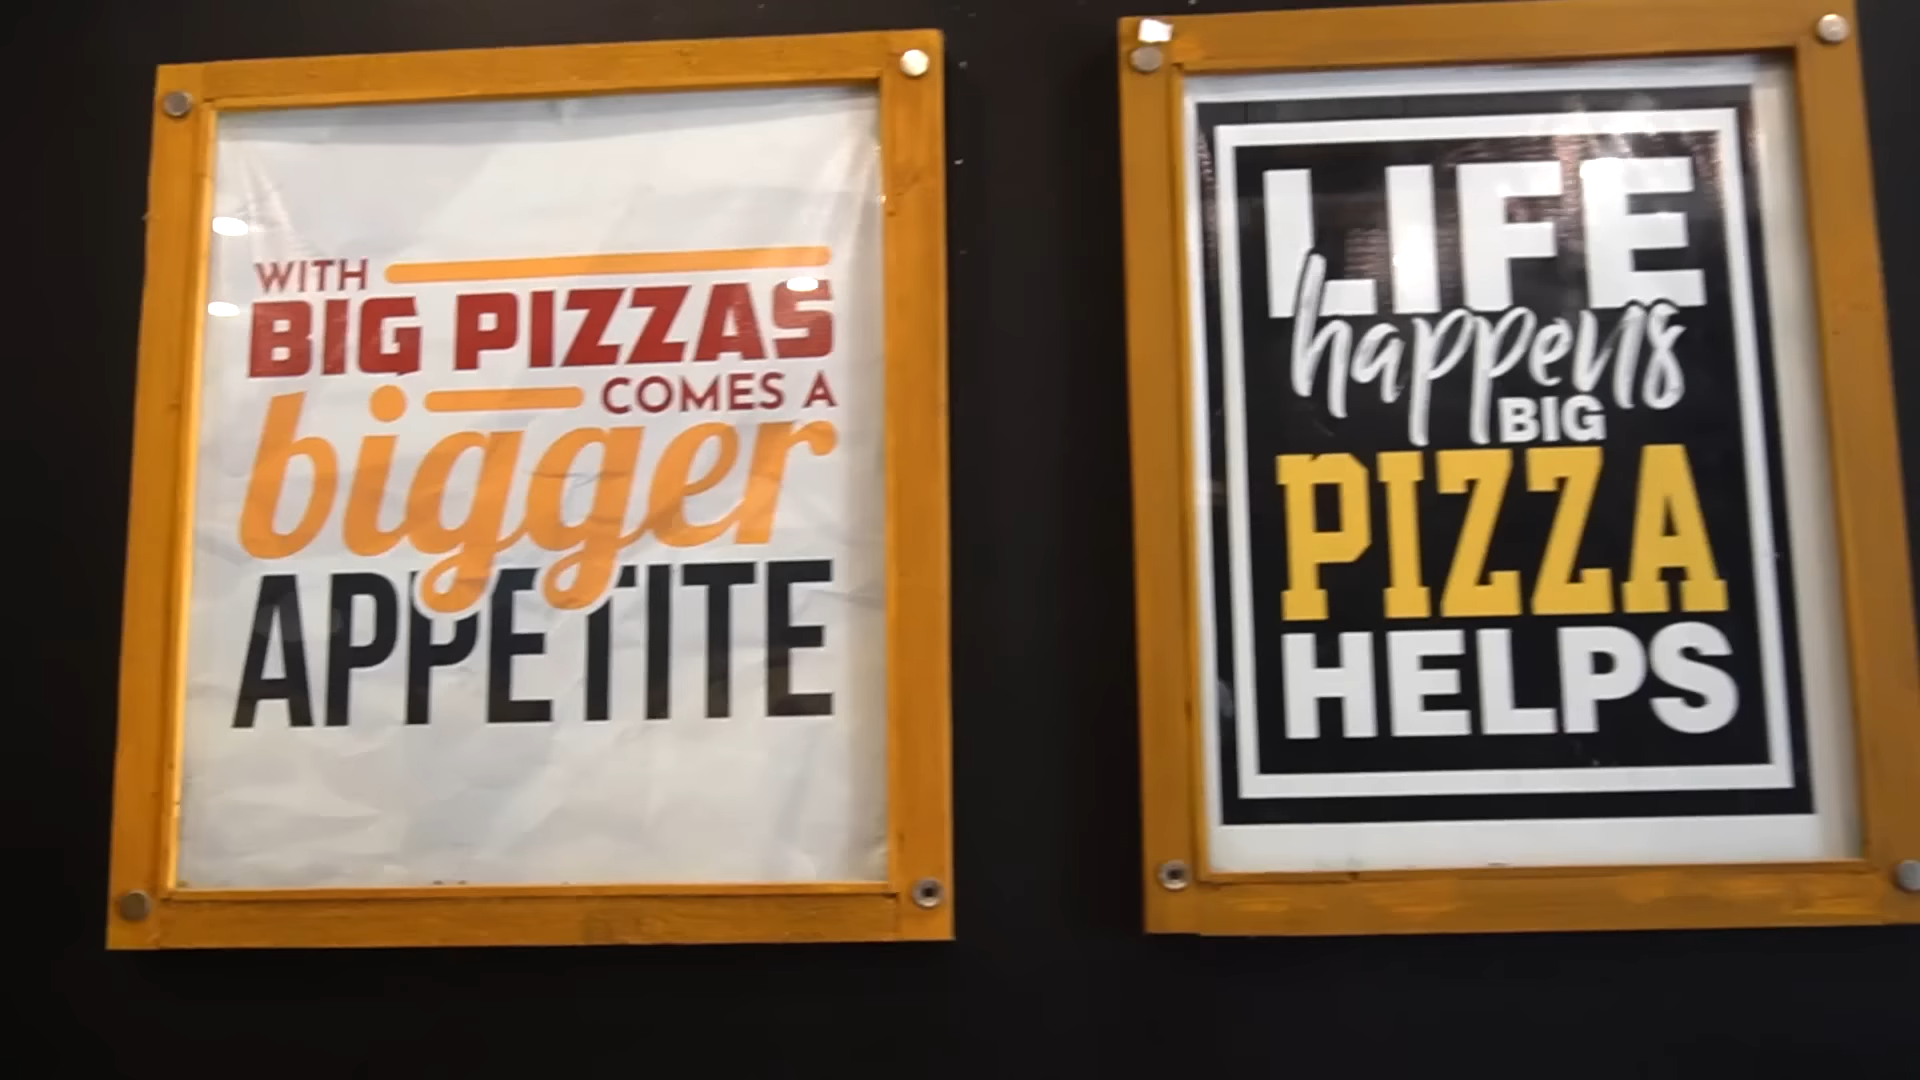 WITH
BIG PIZZAS
COMES A
bigger
APPETITE
LIFE
happens
BIG
PIZZA
HELPS